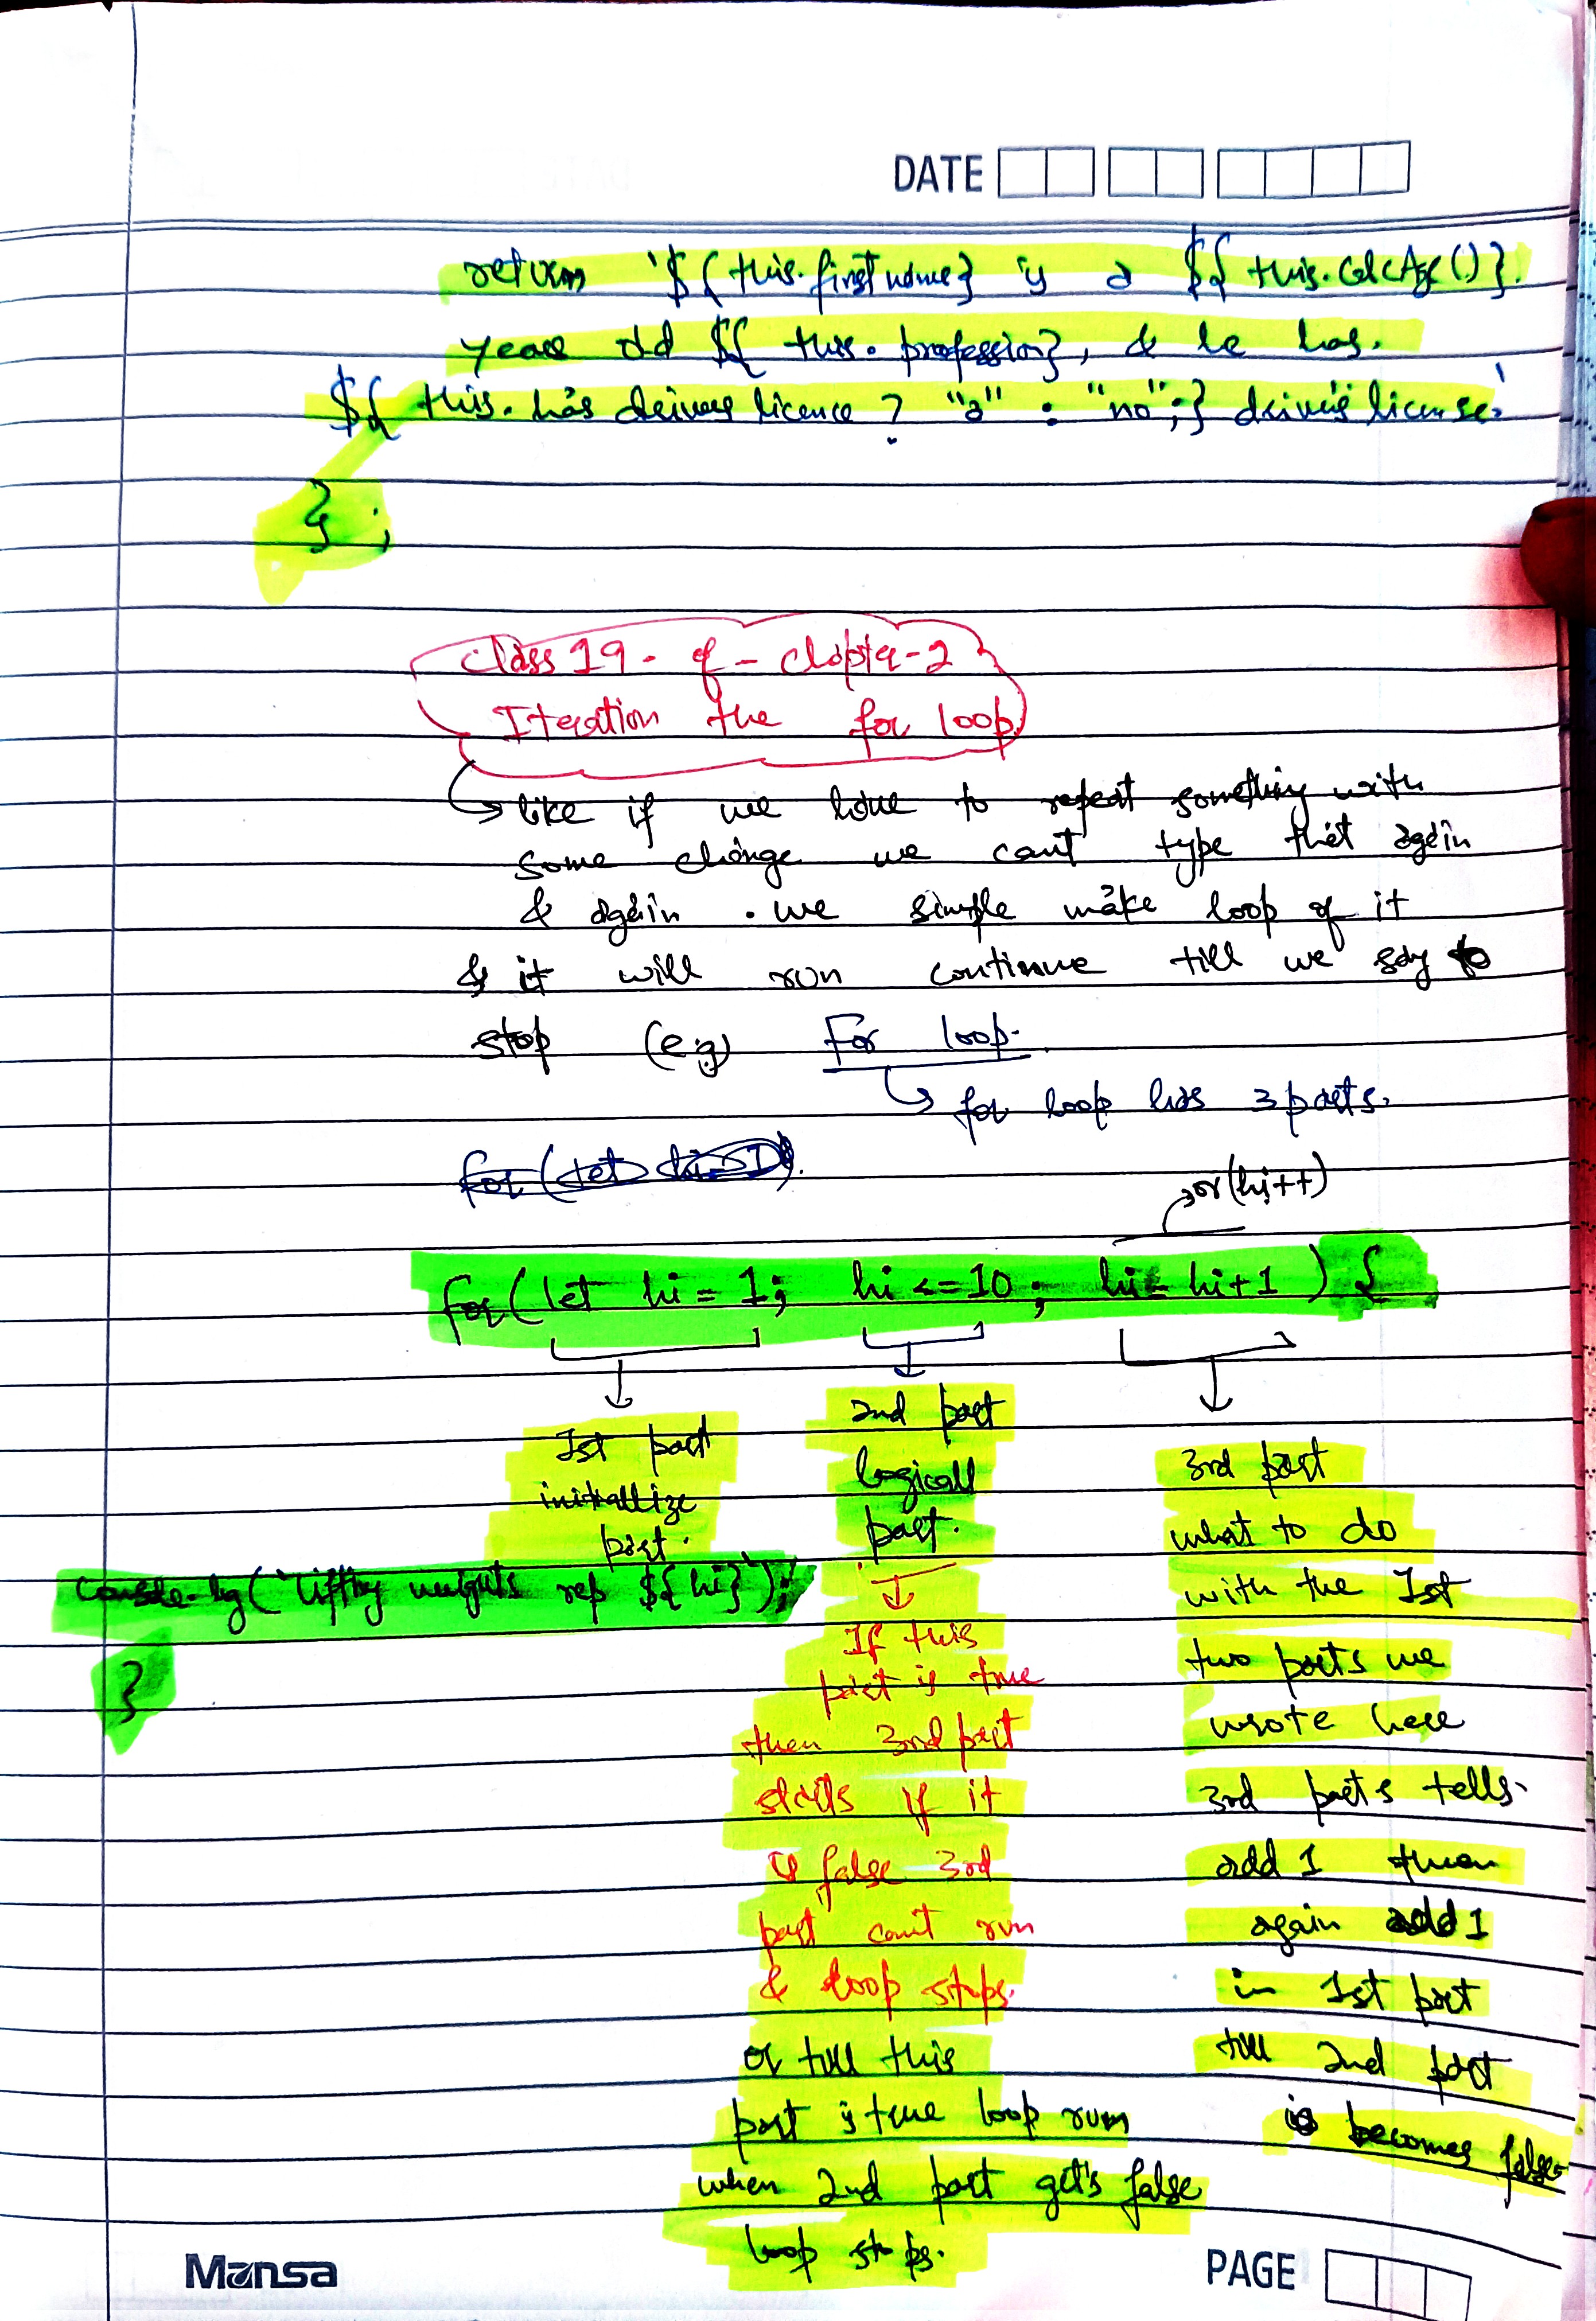 DATE
return `${this.firstname} is a ${this.calcAge()}.
years old ${this.profession}, & he has.
${this.has drivers licence ? "a" : "no";} driver's license.`
};
class 19 - of - chapter-2
Iteration the for loop
like if we have to repeat something with
some change we can't type that again
& again . we simple make loop of it
& it will run continue till we say to
stop (e.g) For loop.
for loop has 3 parts.
for (let hi = 1
or (hi++)
for (let hi = 1; hi <= 10; hi = hi+1) {
1st part
initiallize
part.
2nd part
logicall
part.
If this
part is true
then 3rd part
starts if it
is false 3rd
part can't run
& loop stops.
or till this
part is true loop run
when 2nd part get's false
loop stops.
3rd part
what to do
with the 1st
two parts we
wrote here
3rd parts tells.
add 1 then
again add 1
in 1st part
till 2nd part
is becomes false.
console.log(`Lifting weights rep ${hi}`);
}
Mansa
PAGE